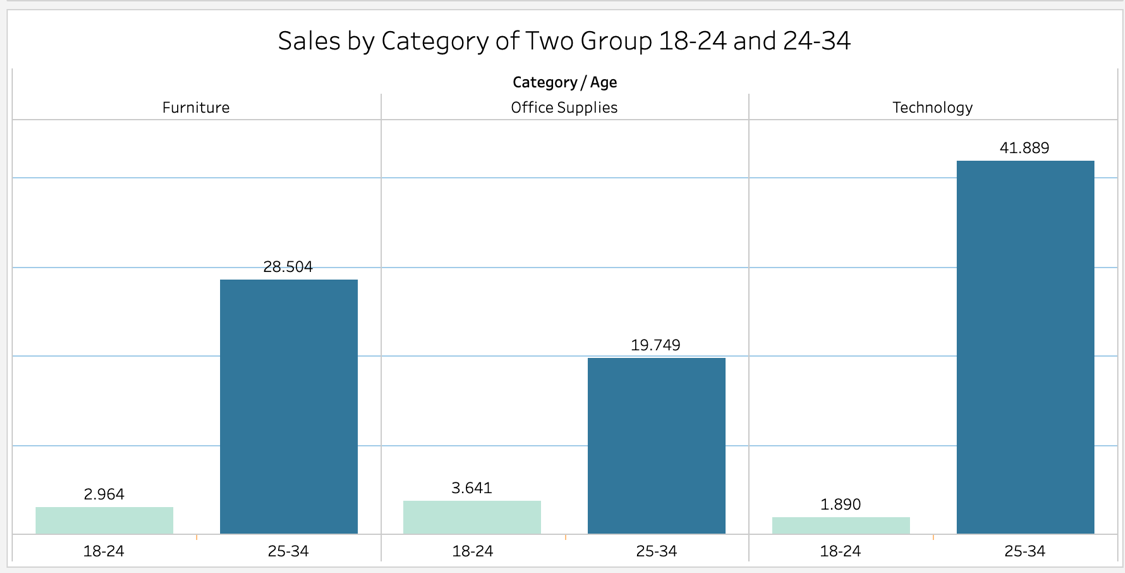 Sales by Category of Two Group 18-24 and 24-34
Category / Age
Furniture
Office Supplies
Technology
41.889
28.504
19.749
2.964
3.641
1.890
18-24
25-34
18-24
25-34
18-24
25-34